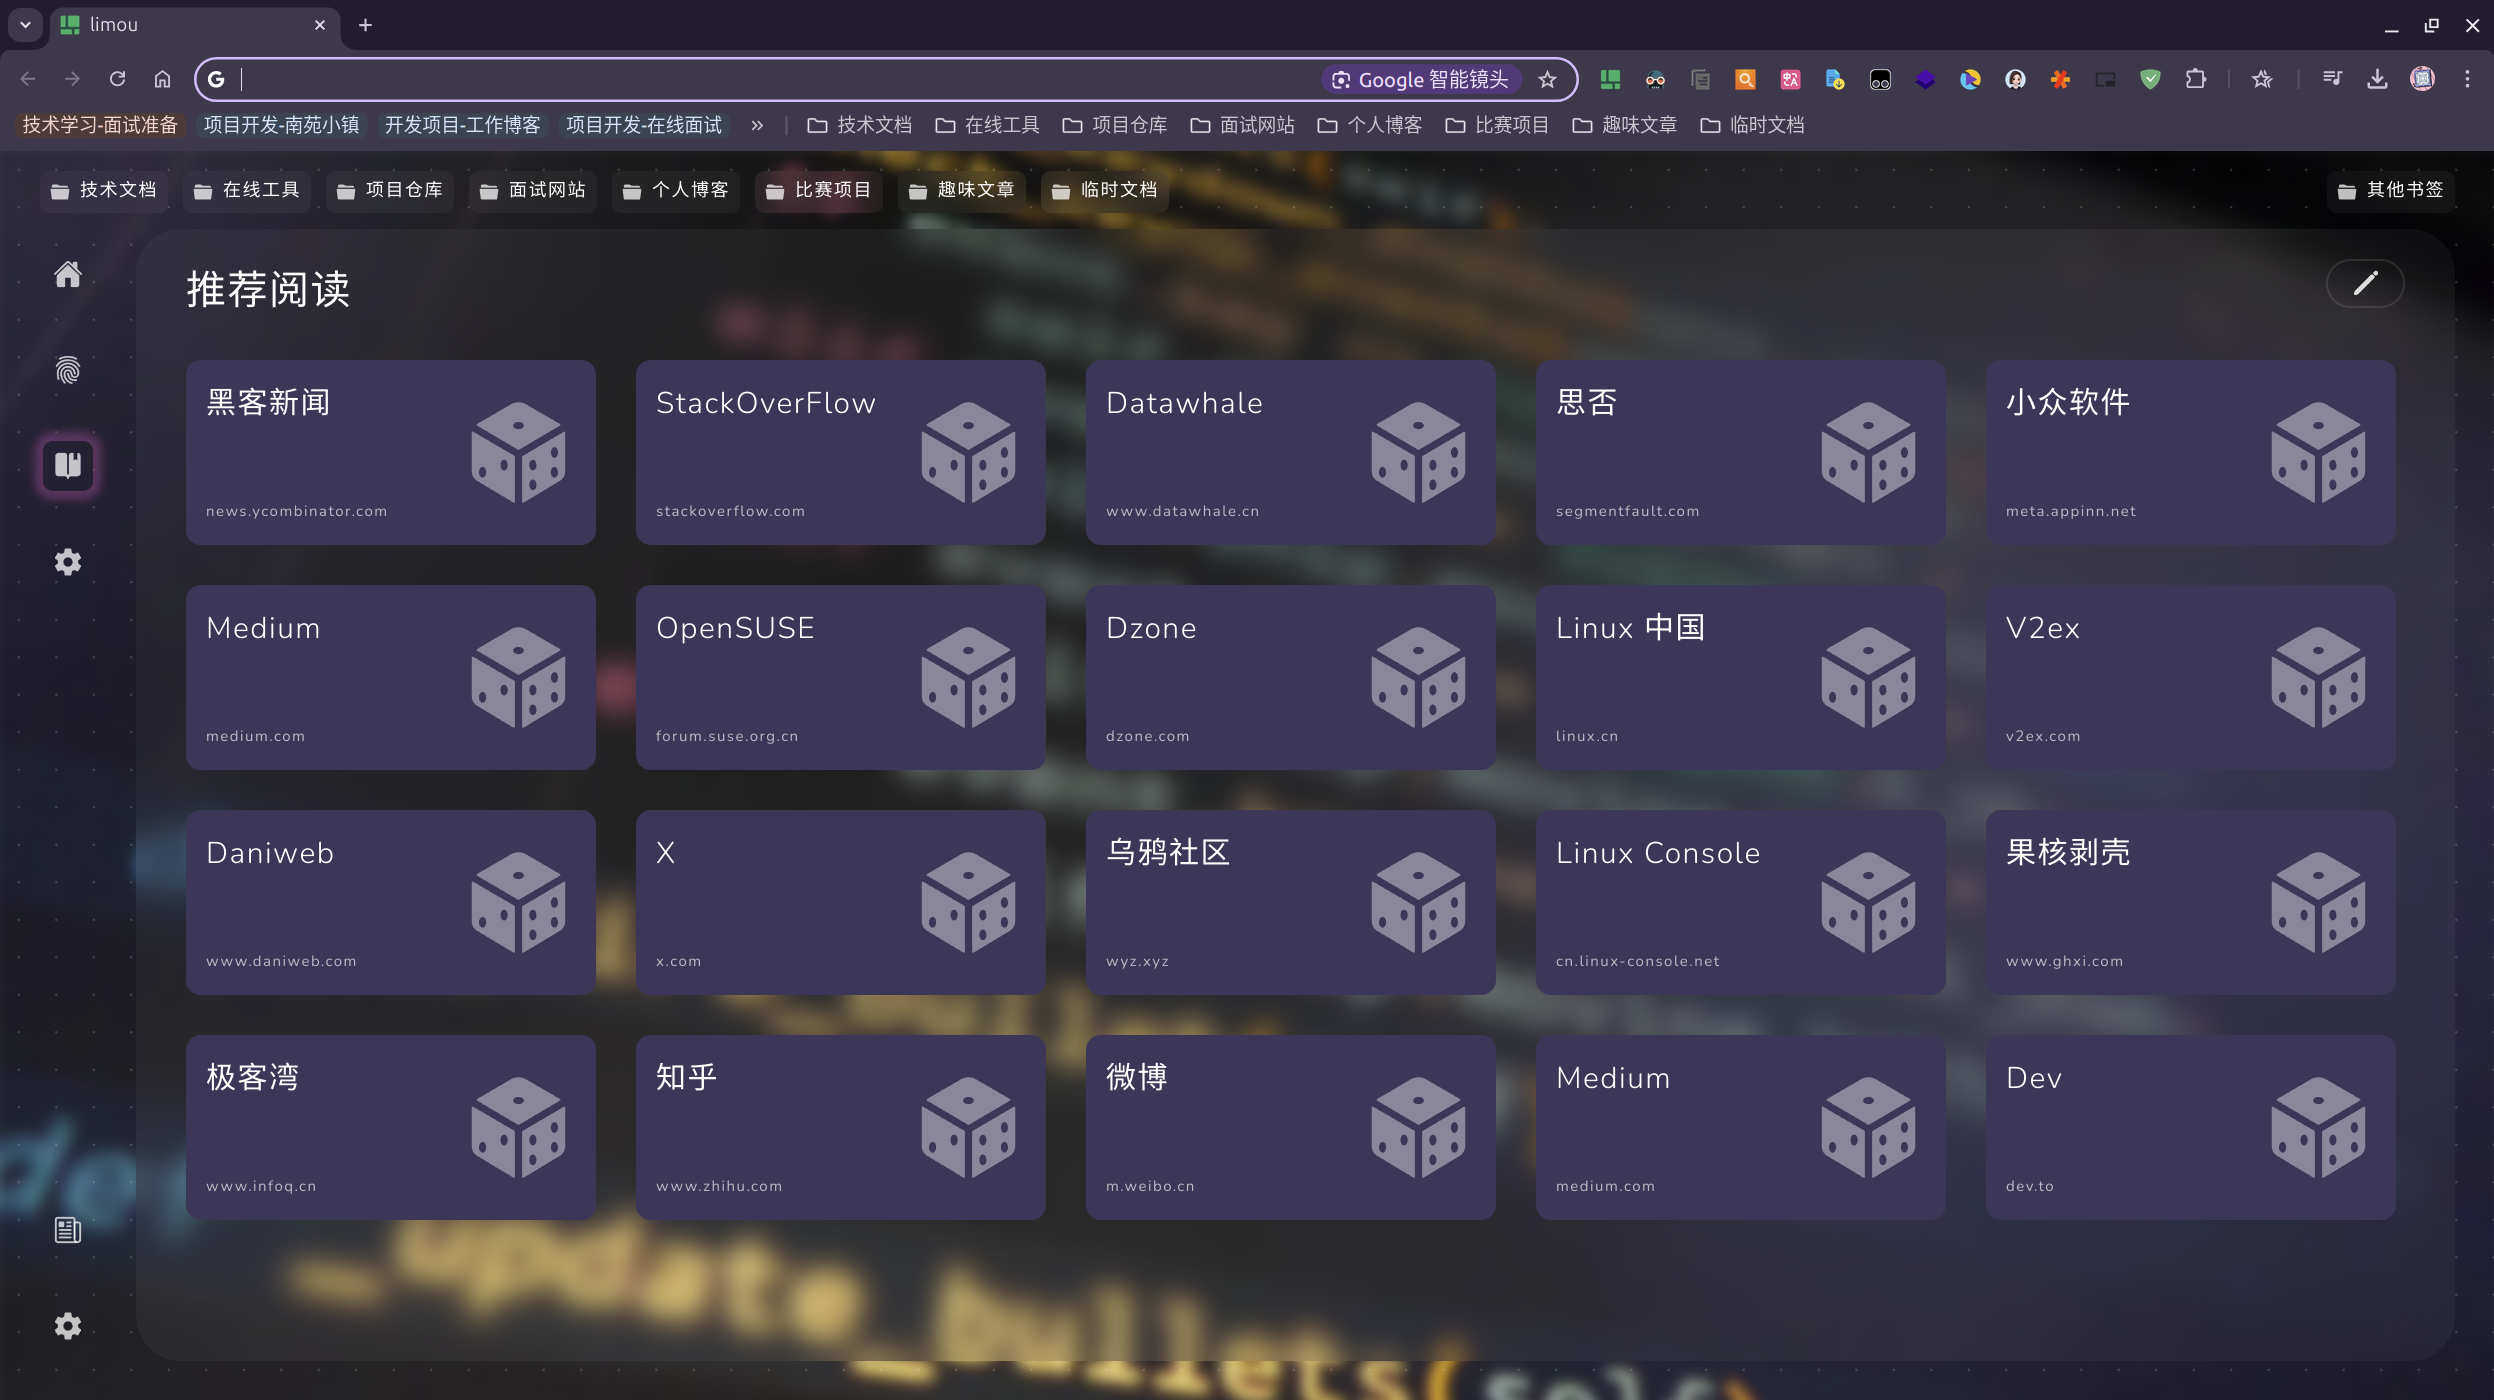 limou
Google 智能镜头
技术学习-面试准备 项目开发-南苑小镇 开发项目-工作博客 项目开发-在线面试 » 技术文档 在线工具 项目仓库 面试网站 个人博客 比赛项目 趣味文章 临时文档
技术文档 在线工具 项目仓库 面试网站 个人博客 比赛项目 趣味文章 临时文档 其他书签
推荐阅读
黑客新闻 StackOverFlow Datawhale 思否 小众软件
news.ycombinator.com stackoverflow.com www.datawhale.cn segmentfault.com meta.appinn.net
Medium OpenSUSE Dzone Linux 中国 V2ex
medium.com forum.suse.org.cn dzone.com linux.cn v2ex.com
Daniweb X 乌鸦社区 Linux Console 果核剥壳
www.daniweb.com x.com wyz.xyz cn.linux-console.net www.ghxi.com
极客湾 知乎 微博 Medium Dev
www.infoq.cn www.zhihu.com m.weibo.cn medium.com dev.to
_update_bullets(self)